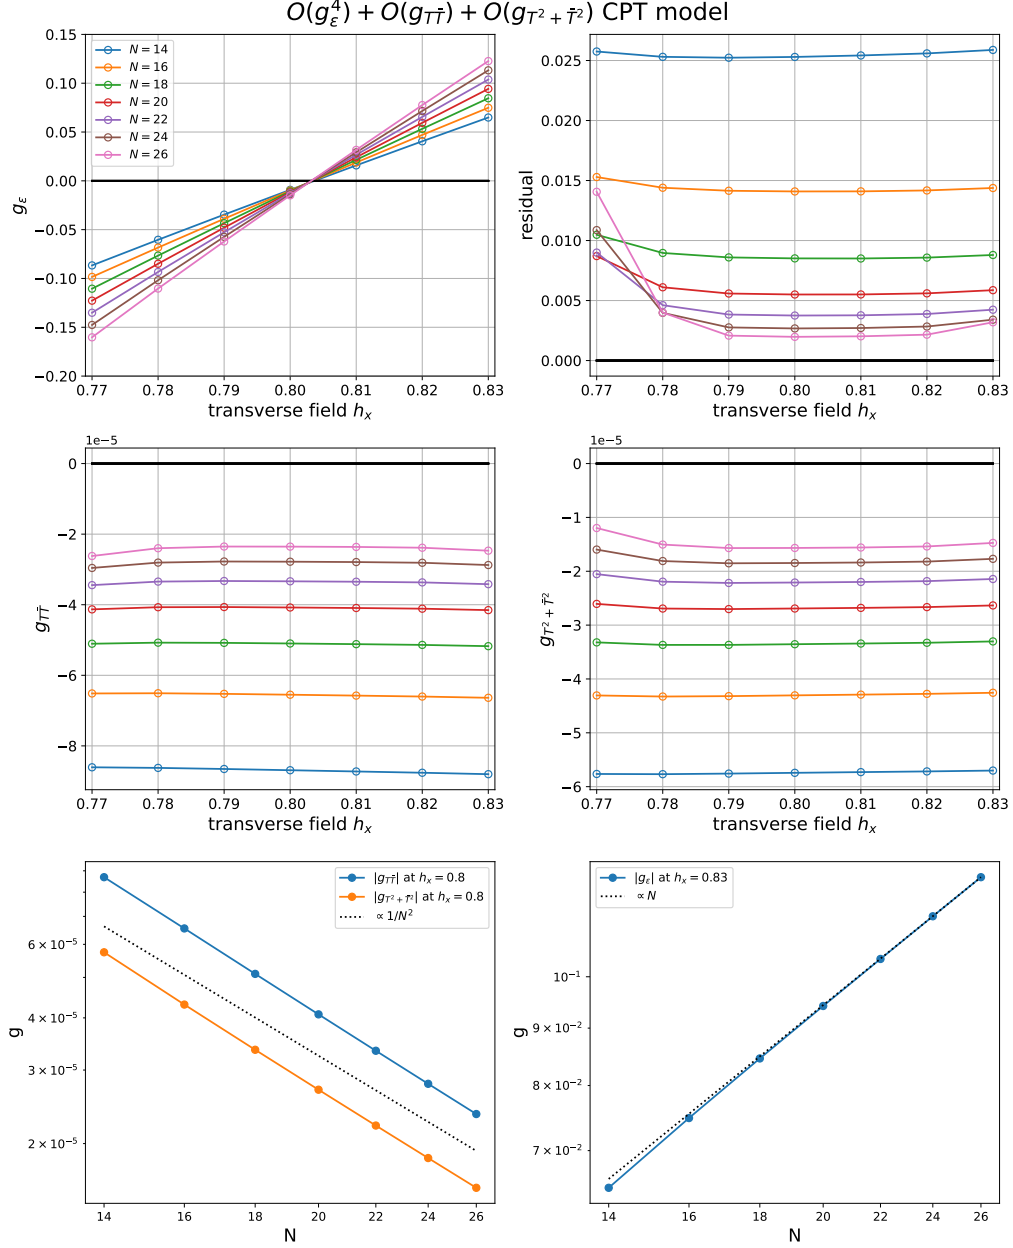 O(g_ε^4) + O(g_{TT̄}) + O(g_{T²+T̄²}) CPT model
0.15
0.10
0.05
0.00
−0.05
−0.10
−0.15
−0.20
g_ε
N = 14
N = 16
N = 18
N = 20
N = 22
N = 24
N = 26
0.77 0.78 0.79 0.80 0.81 0.82 0.83
transverse field h_x
0.025
0.020
0.015
0.010
0.005
0.000
residual
0.77 0.78 0.79 0.80 0.81 0.82 0.83
transverse field h_x
1e−5
0
−2
−4
−6
−8
g_{TT̄}
0.77 0.78 0.79 0.80 0.81 0.82 0.83
transverse field h_x
1e−5
0
−1
−2
−3
−4
−5
−6
g_{T²+T̄²}
0.77 0.78 0.79 0.80 0.81 0.82 0.83
transverse field h_x
|g_{TT̄}| at h_x = 0.8
|g_{T²+T̄²}| at h_x = 0.8
∝ 1/N²
6 × 10⁻⁵
4 × 10⁻⁵
3 × 10⁻⁵
2 × 10⁻⁵
g
14 16 18 20 22 24 26
N
|g_ε| at h_x = 0.83
∝ N
10⁻¹
9 × 10⁻²
8 × 10⁻²
7 × 10⁻²
g
14 16 18 20 22 24 26
N